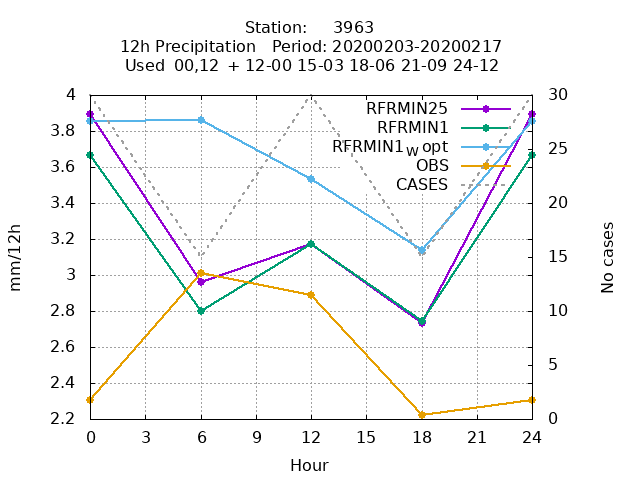 Station:     3963
12h Precipitation   Period: 20200203-20200217
Used  00,12  + 12-00 15-03 18-06 21-09 24-12
RFRMIN25
RFRMIN1
RFRMIN1wopt
OBS
CASES
4
3.8
3.6
3.4
3.2
3
2.8
2.6
2.4
2.2
mm/12h
30
25
20
15
10
5
0
No cases
0 3 6 9 12 15 18 21 24
Hour